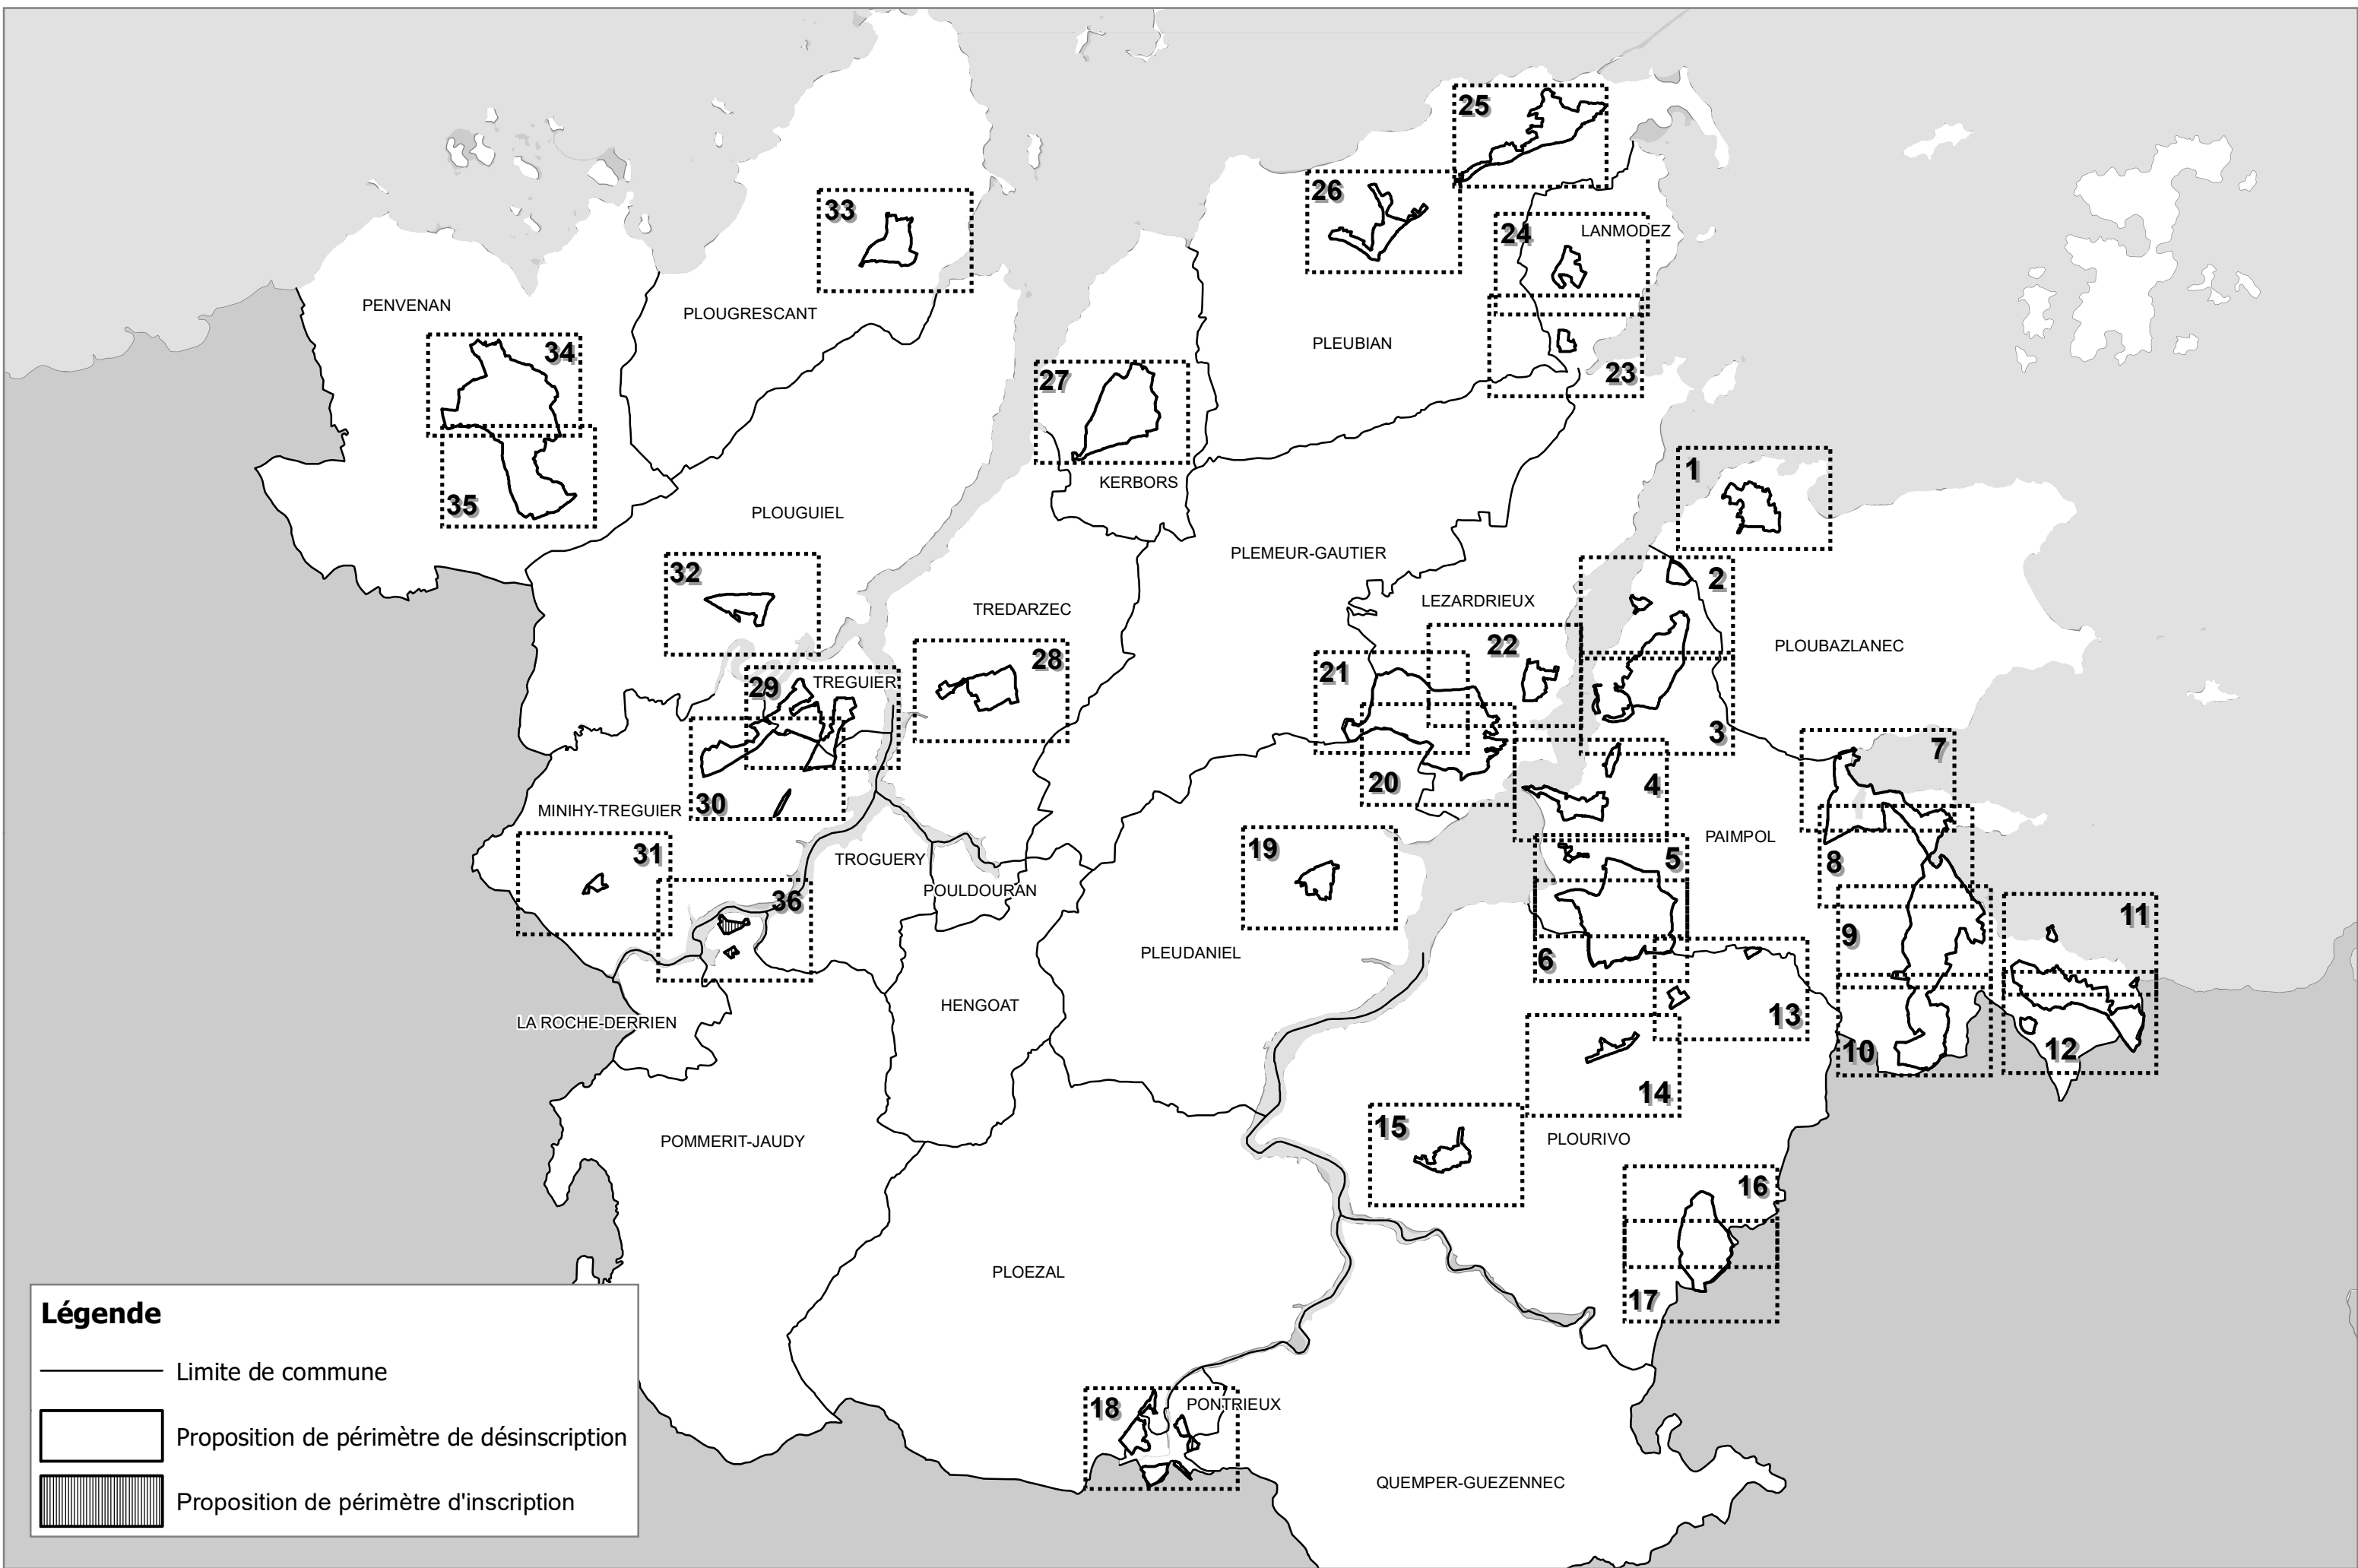 25
26
33
24
LANMODEZ
PENVENAN
PLOUGRESCANT
PLEUBIAN
34
23
27
1
KERBORS
35
PLOUGUIEL
PLEMEUR-GAUTIER
32
2
LEZARDRIEUX
TREDARZEC
22
PLOUBAZLANEC
28
21
29
TREGUIER
3
7
20
4
30
MINIHY-TREGUIER
PAIMPOL
19
31
TROGUERY
5
8
POULDOURAN
36
11
9
PLEUDANIEL
6
HENGOAT
13
LA ROCHE-DERRIEN
10
12
14
15
POMMERIT-JAUDY
PLOURIVO
16
PLOEZAL
17
18
PONTRIEUX
QUEMPER-GUEZENNEC
Légende
Limite de commune
Proposition de périmètre de désinscription
Proposition de périmètre d'inscription